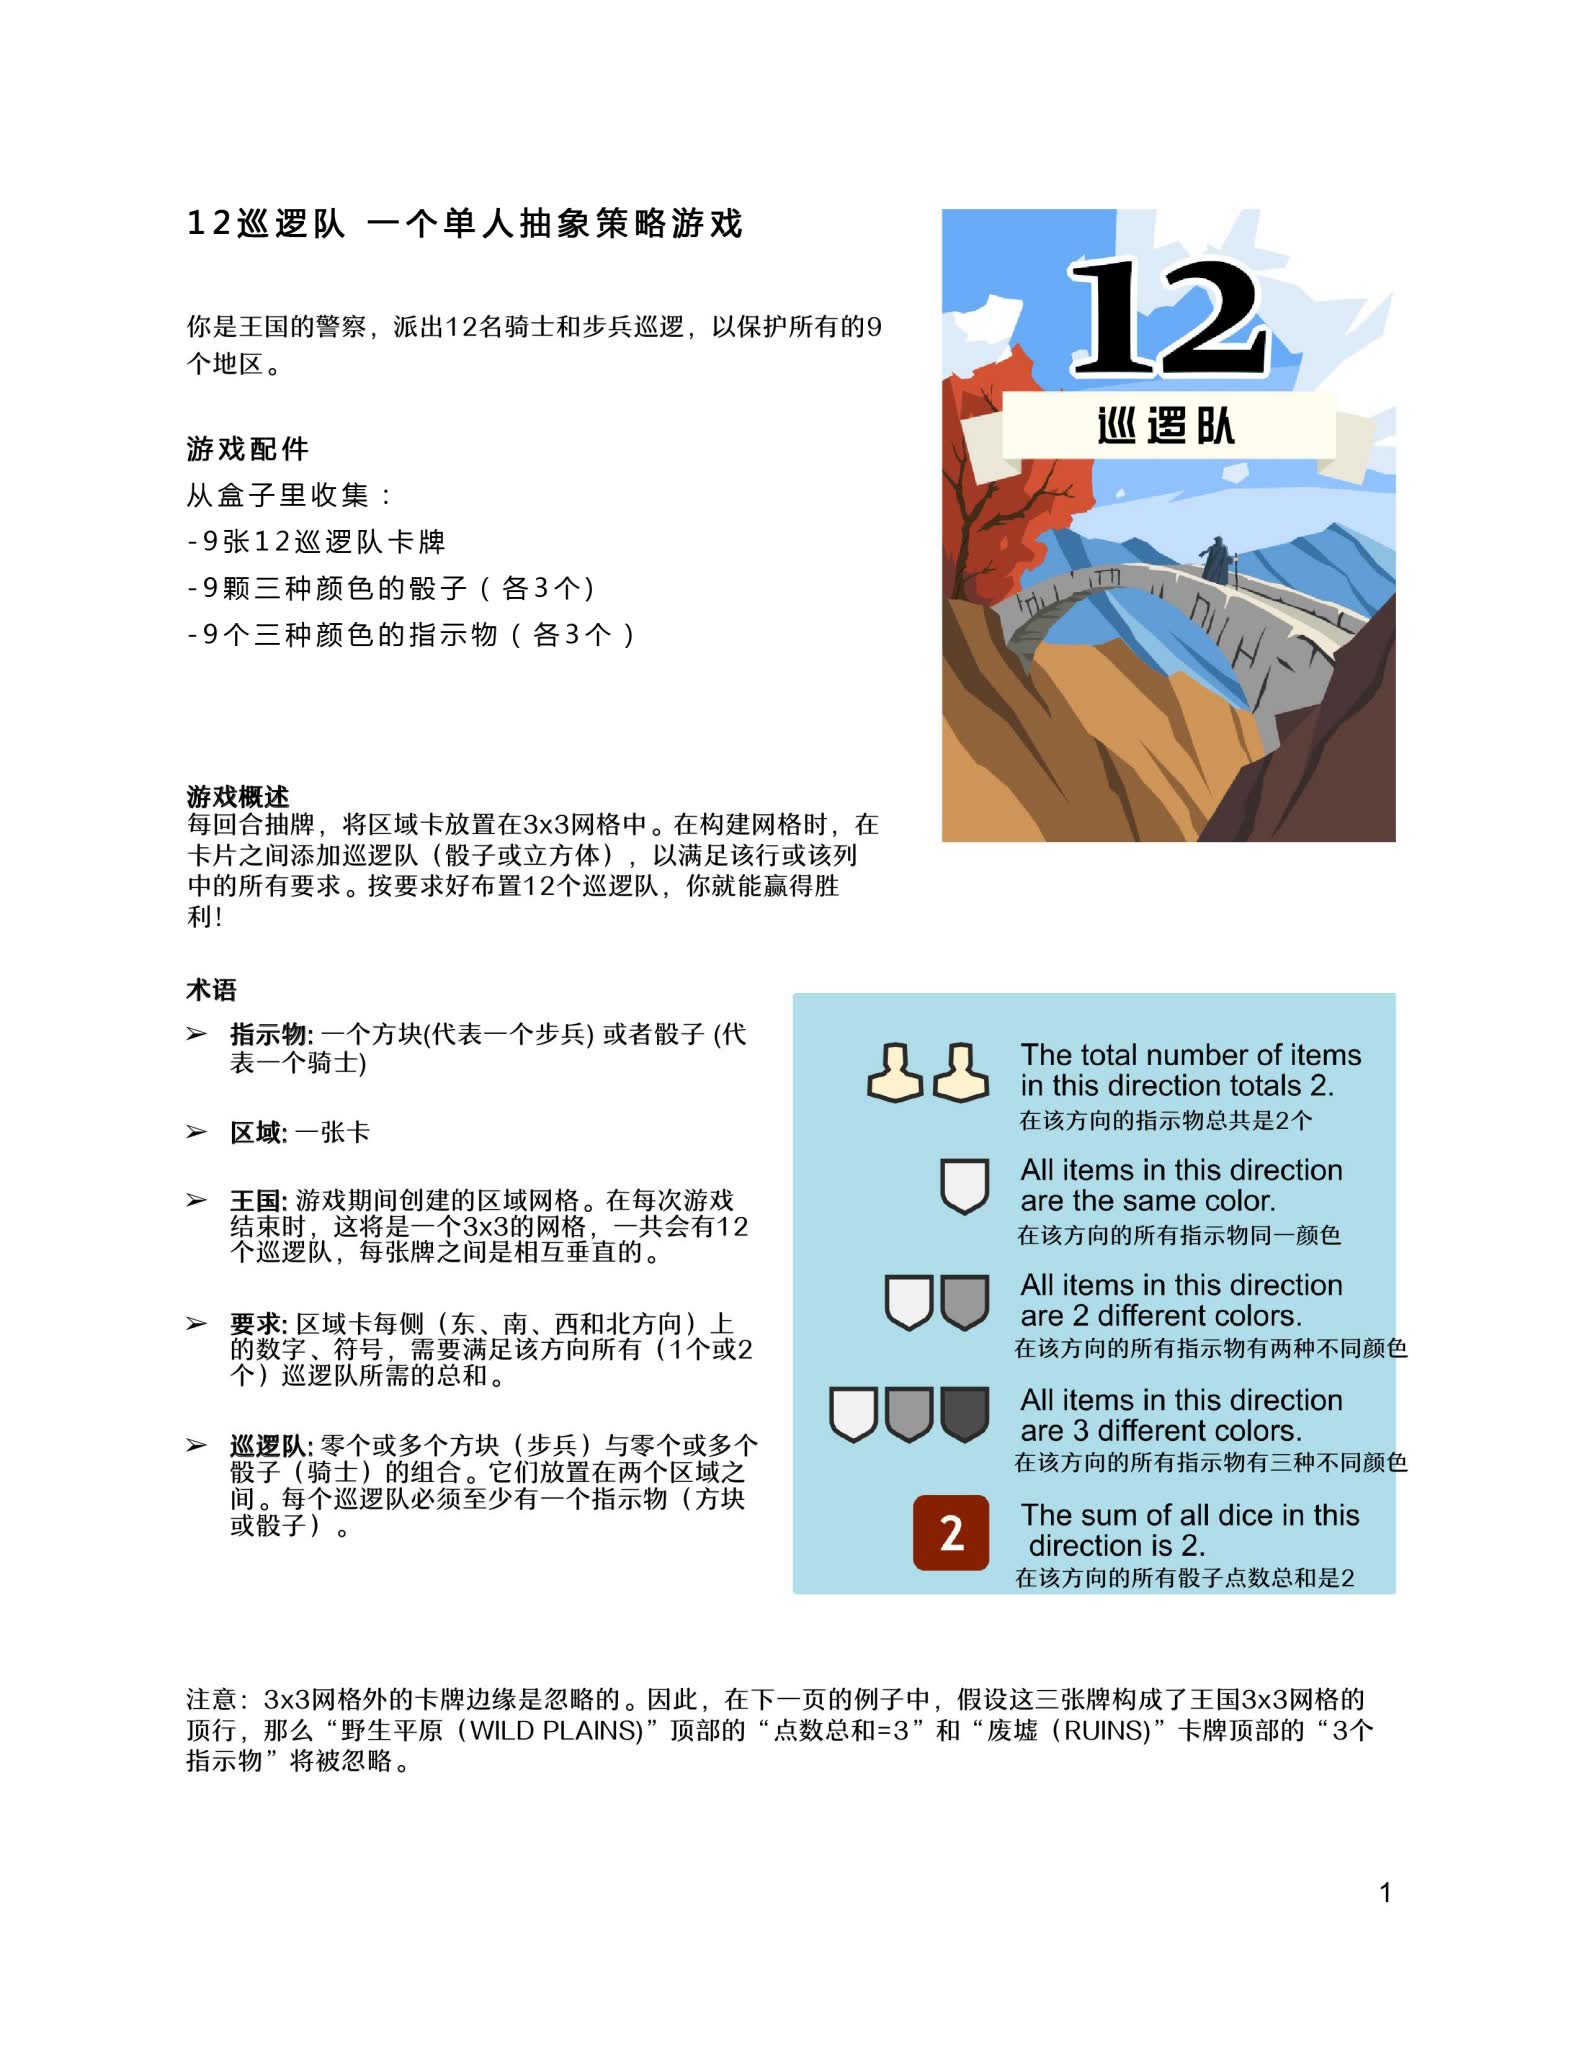 12巡逻队 一个单人抽象策略游戏
你是王国的警察，派出12名骑士和步兵巡逻，以保护所有的9
个地区。
游戏配件
从盒子里收集：
-9张12巡逻队卡牌
-9颗三种颜色的骰子（各3个）
-9个三种颜色的指示物（各3个）
12
巡逻队
游戏概述
每回合抽牌，将区域卡放置在3x3网格中。在构建网格时，在
卡片之间添加巡逻队（骰子或立方体），以满足该行或该列
中的所有要求。按要求好布置12个巡逻队，你就能赢得胜
利！
术语
➢ 指示物: 一个方块(代表一个步兵) 或者骰子 (代
表一个骑士)
➢ 区域: 一张卡
➢ 王国: 游戏期间创建的区域网格。在每次游戏
结束时，这将是一个3x3的网格，一共会有12
个巡逻队，每张牌之间是相互垂直的。
➢ 要求: 区域卡每侧（东、南、西和北方向）上
的数字、符号，需要满足该方向所有（1个或2
个）巡逻队所需的总和。
➢ 巡逻队: 零个或多个方块（步兵）与零个或多个
骰子（骑士）的组合。它们放置在两个区域之
间。每个巡逻队必须至少有一个指示物（方块
或骰子）。
The total number of items
in this direction totals 2.
在该方向的指示物总共是2个
All items in this direction
are the same color.
在该方向的所有指示物同一颜色
All items in this direction
are 2 different colors.
在该方向的所有指示物有两种不同颜色
All items in this direction
are 3 different colors.
在该方向的所有指示物有三种不同颜色
2
The sum of all dice in this
direction is 2.
在该方向的所有骰子点数总和是2
注意：3x3网格外的卡牌边缘是忽略的。因此，在下一页的例子中，假设这三张牌构成了王国3x3网格的
顶行，那么“野生平原（WILD PLAINS)”顶部的“点数总和=3”和“废墟（RUINS)”卡牌顶部的“3个
指示物”将被忽略。
1